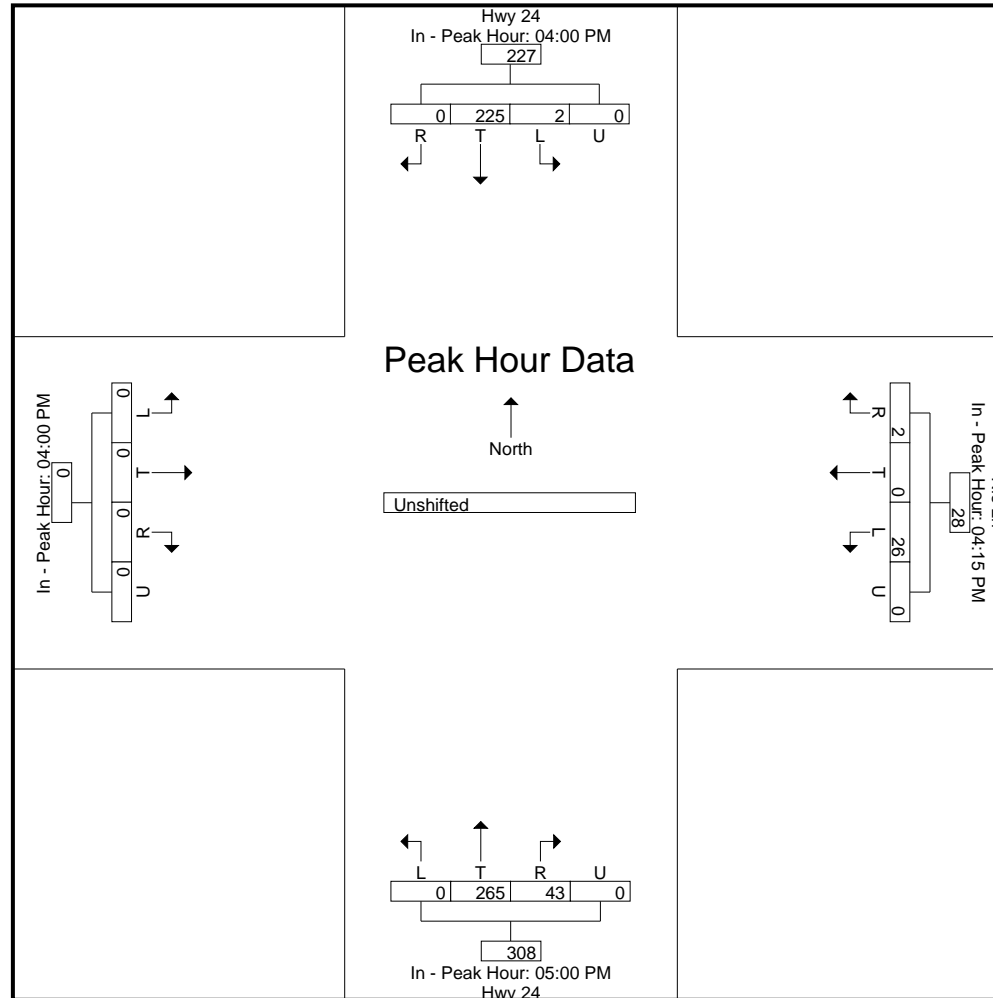 Hwy 24
In - Peak Hour: 04:00 PM
227
0 225 2 0
R T L U
Peak Hour Data
North
Unshifted
In - Peak Hour: 04:00 PM
0
0 0 0 0
L T R U
In - Peak Hour: 04:15 PM
28
2 0 26 0
R T L U
L T R U
0 265 43 0
308
In - Peak Hour: 05:00 PM
Hwy 24